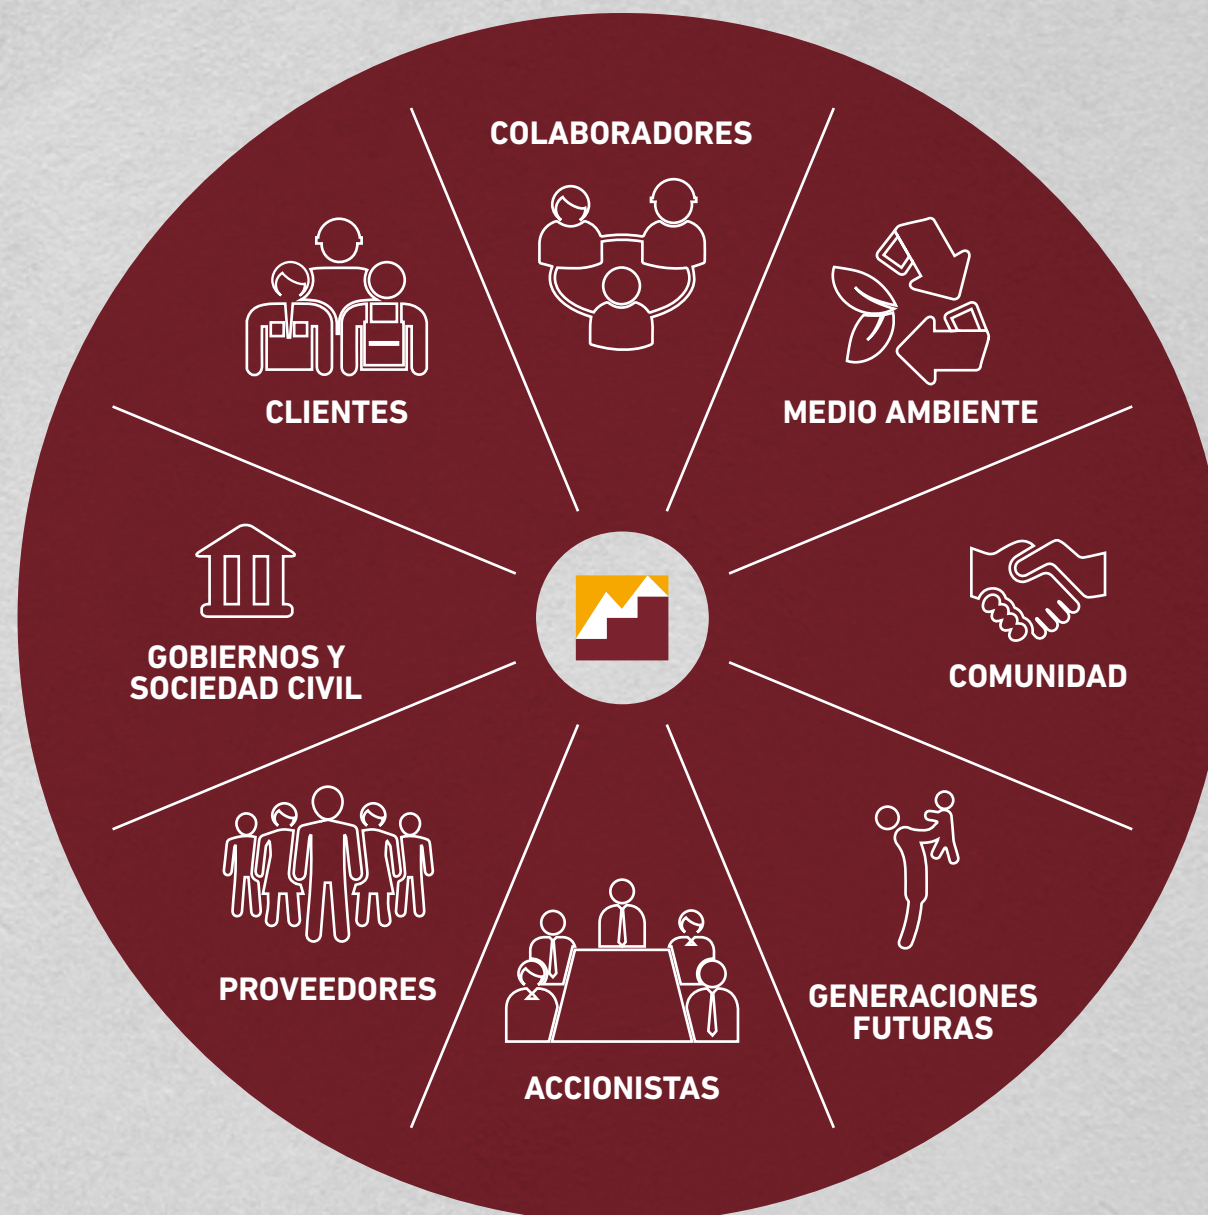 COLABORADORES
CLIENTES
MEDIO AMBIENTE
GOBIERNOS Y
SOCIEDAD CIVIL
COMUNIDAD
PROVEEDORES
GENERACIONES
FUTURAS
ACCIONISTAS